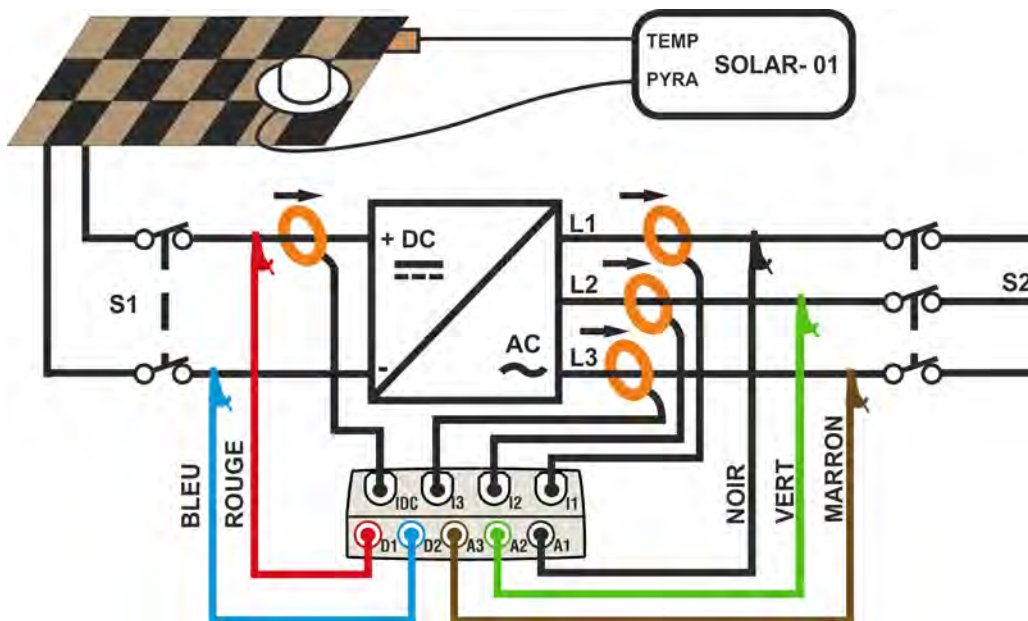 TEMP
PYRA
SOLAR- 01
L1
+ DC
S1
L2
S2
AC
L3
-
BLEU
ROUGE
NOIR
VERT
MARRON
IDC I3 I2 I1
D1 D2 A3 A2 A1